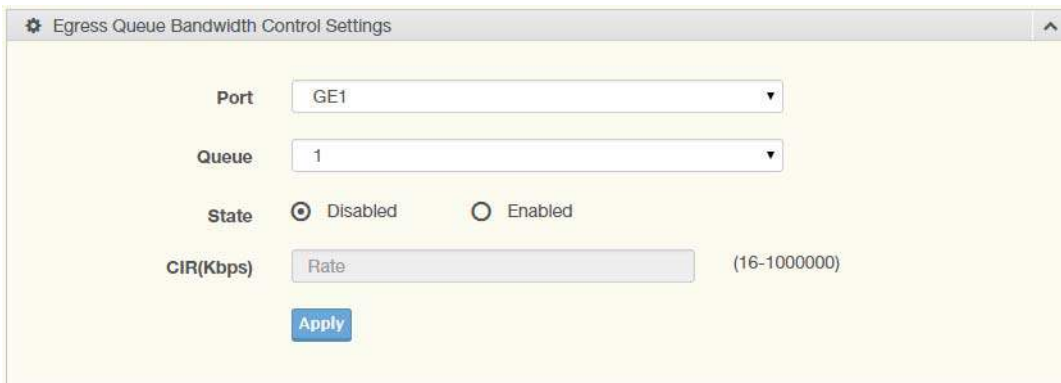 Egress Queue Bandwidth Control Settings
Port GE1
Queue 1
State Disabled Enabled
CIR(Kbps) Rate (16-1000000)
Apply